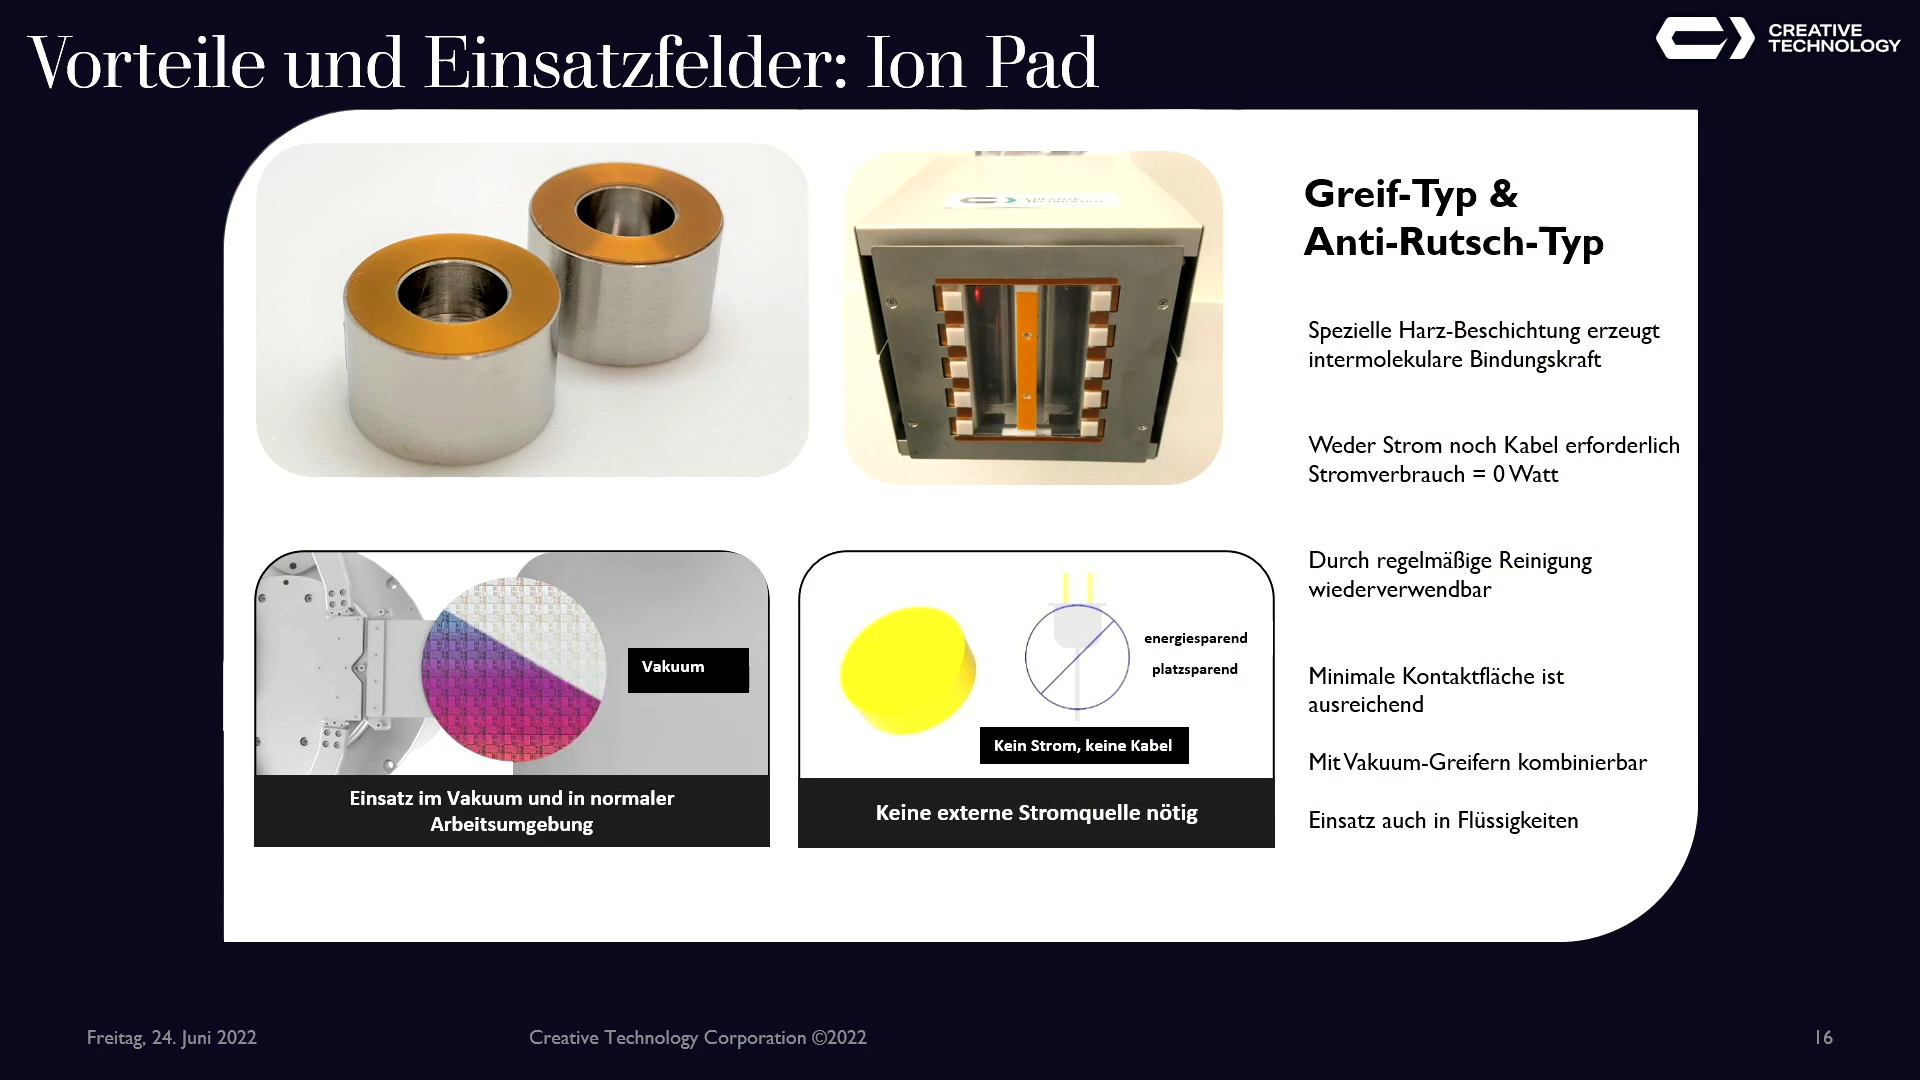 Vorteile und Einsatzfelder: Ion Pad
CREATIVE
TECHNOLOGY
Greif-Typ &
Anti-Rutsch-Typ
Spezielle Harz-Beschichtung erzeugt
intermolekulare Bindungskraft
Weder Strom noch Kabel erforderlich
Stromverbrauch = 0 Watt
Durch regelmäßige Reinigung
wiederverwendbar
Minimale Kontaktfläche ist
ausreichend
Mit Vakuum-Greifern kombinierbar
Einsatz auch in Flüssigkeiten
Vakuum
Einsatz im Vakuum und in normaler
Arbeitsumgebung
energiesparend
platzsparend
Kein Strom, keine Kabel
Keine externe Stromquelle nötig
Freitag, 24. Juni 2022
Creative Technology Corporation ©2022
16